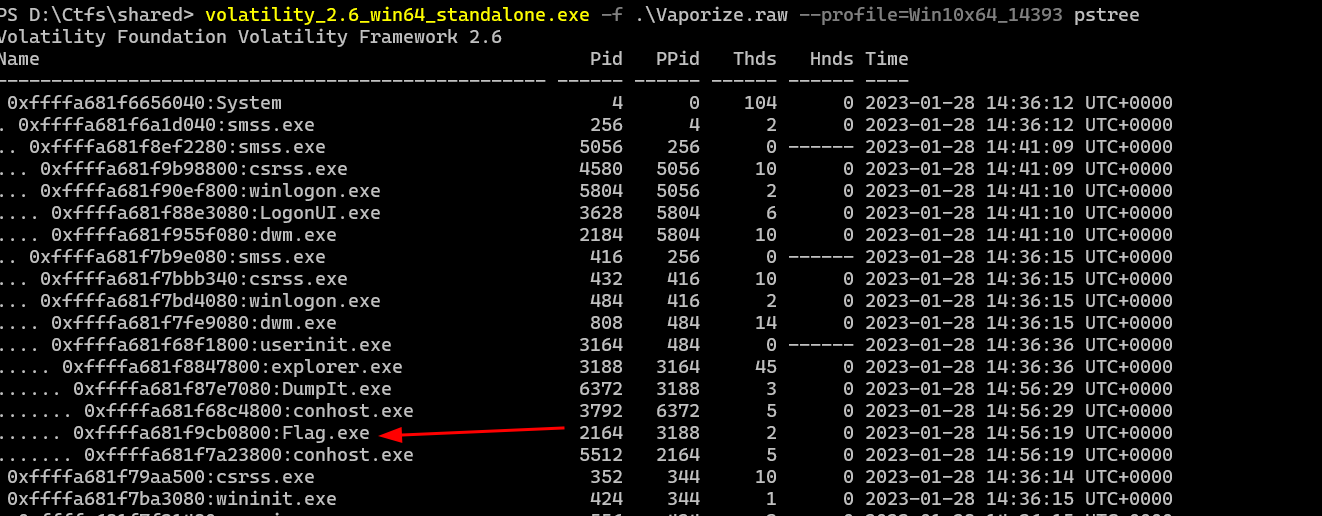 PS D:\Ctfs\shared> volatility_2.6_win64_standalone.exe -f .\Vaporize.raw --profile=Win10x64_14393 pstree
Volatility Foundation Volatility Framework 2.6
Name Pid PPid Thds Hnds Time
-------------------------------------------------- ------ ------ ------ ------ ----
0xffffa681f6656040:System 4 0 104 0 2023-01-28 14:36:12 UTC+0000
. 0xffffa681f6a1d040:smss.exe 256 4 2 0 2023-01-28 14:36:12 UTC+0000
.. 0xffffa681f8ef2280:smss.exe 5056 256 0 ------ 2023-01-28 14:41:09 UTC+0000
... 0xffffa681f9b98800:csrss.exe 4580 5056 10 0 2023-01-28 14:41:09 UTC+0000
... 0xffffa681f90ef800:winlogon.exe 5804 5056 2 0 2023-01-28 14:41:10 UTC+0000
.... 0xffffa681f88e3080:LogonUI.exe 3628 5804 6 0 2023-01-28 14:41:10 UTC+0000
.... 0xffffa681f955f080:dwm.exe 2184 5804 10 0 2023-01-28 14:41:10 UTC+0000
.. 0xffffa681f7b9e080:smss.exe 416 256 0 ------ 2023-01-28 14:36:15 UTC+0000
... 0xffffa681f7bbb340:csrss.exe 432 416 10 0 2023-01-28 14:36:15 UTC+0000
... 0xffffa681f7bd4080:winlogon.exe 484 416 2 0 2023-01-28 14:36:15 UTC+0000
.... 0xffffa681f7fe9080:dwm.exe 808 484 14 0 2023-01-28 14:36:15 UTC+0000
.... 0xffffa681f68f1800:userinit.exe 3164 484 0 ------ 2023-01-28 14:36:36 UTC+0000
..... 0xffffa681f8847800:explorer.exe 3188 3164 45 0 2023-01-28 14:36:36 UTC+0000
...... 0xffffa681f87e7080:DumpIt.exe 6372 3188 3 0 2023-01-28 14:56:29 UTC+0000
....... 0xffffa681f68c4800:conhost.exe 3792 6372 5 0 2023-01-28 14:56:29 UTC+0000
...... 0xffffa681f9cb0800:Flag.exe 2164 3188 2 0 2023-01-28 14:56:19 UTC+0000
....... 0xffffa681f7a23800:conhost.exe 5512 2164 5 0 2023-01-28 14:56:19 UTC+0000
0xffffa681f79aa500:csrss.exe 352 344 10 0 2023-01-28 14:36:14 UTC+0000
0xffffa681f7ba3080:wininit.exe 424 344 1 0 2023-01-28 14:36:15 UTC+0000